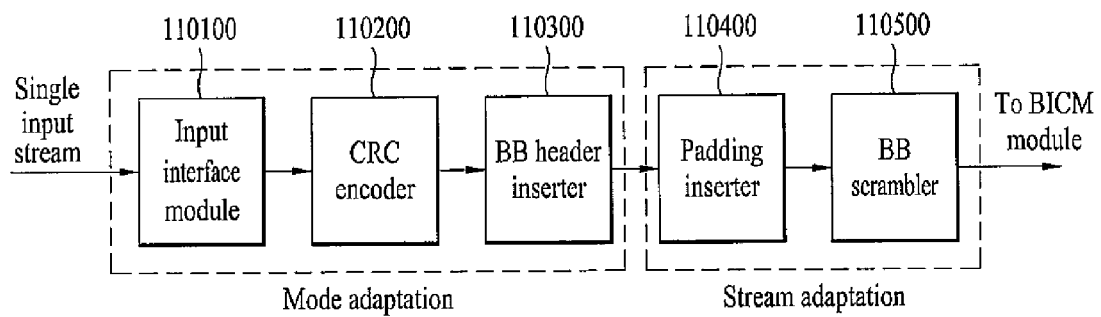 110100
110200
110300
110400
110500
Single
input
stream
Input
interface
module
CRC
encoder
BB header
inserter
Padding
inserter
BB
scrambler
To BICM
module
Mode adaptation
Stream adaptation